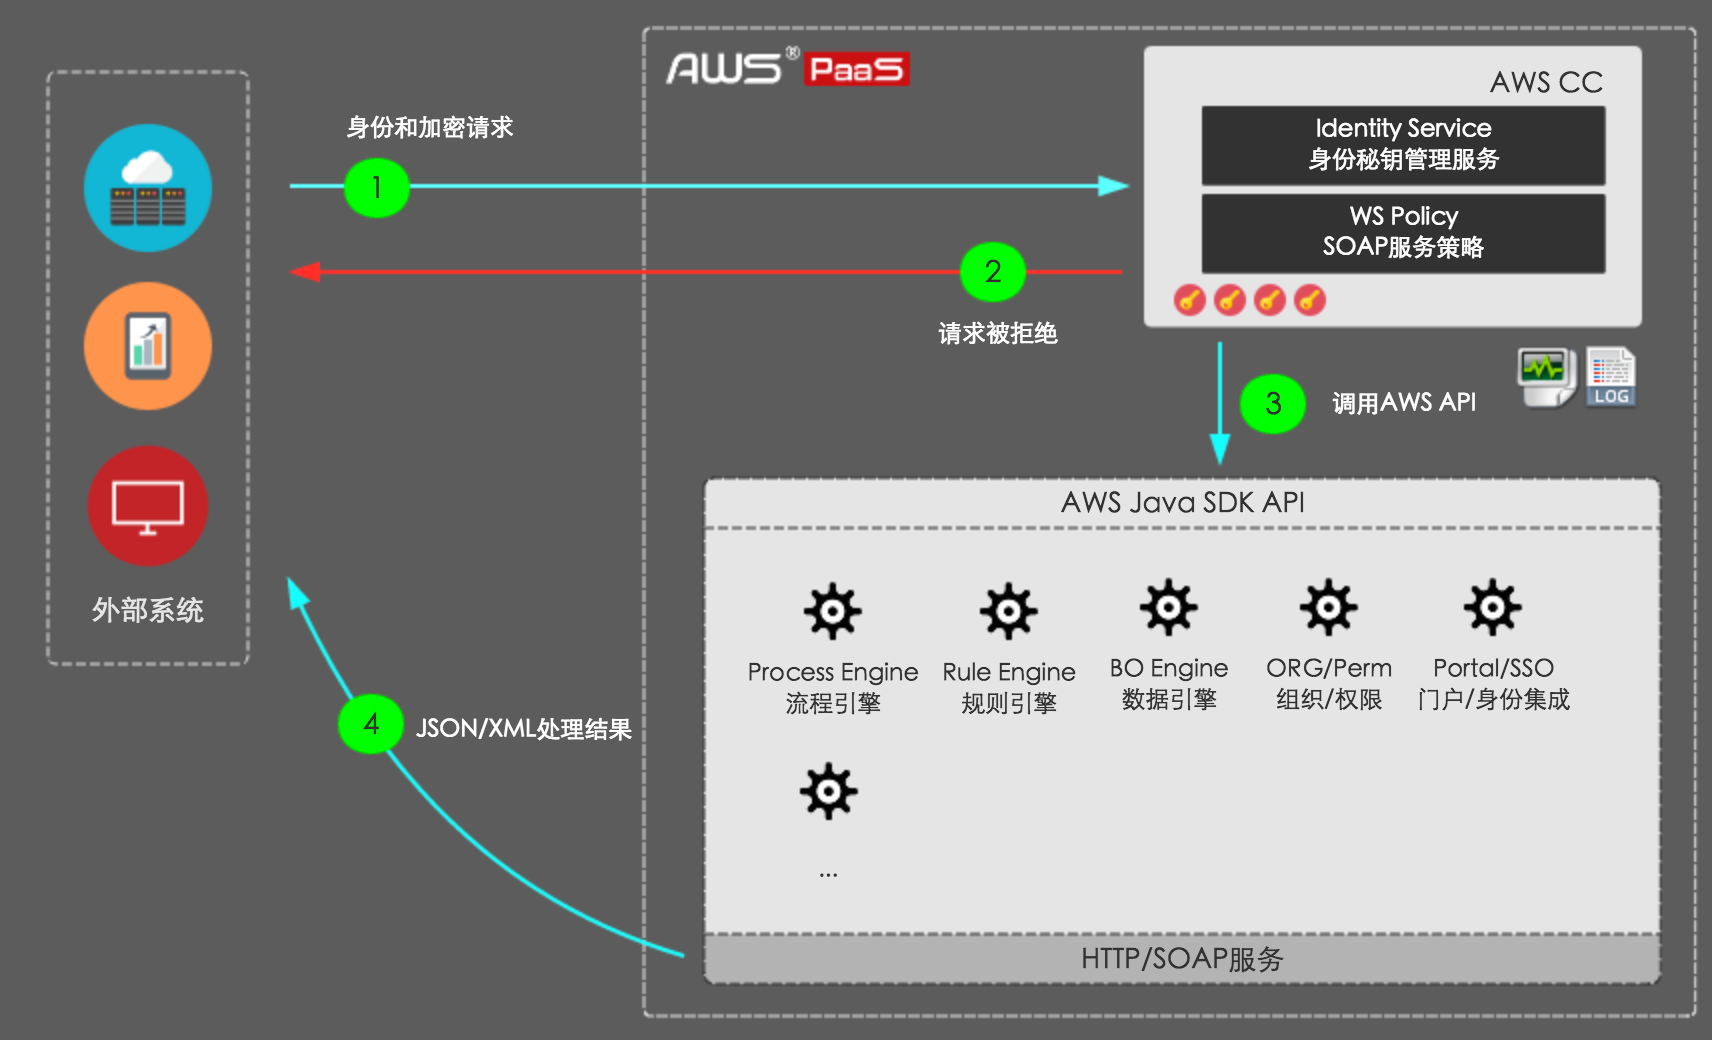 AWS® PaaS
AWS CC
Identity Service
身份秘钥管理服务
WS Policy
SOAP服务策略
身份和加密请求
1
2
请求被拒绝
3
调用AWS API
LOG
外部系统
AWS Java SDK API
Process Engine
流程引擎
Rule Engine
规则引擎
BO Engine
数据引擎
ORG/Perm
组织/权限
Portal/SSO
门户/身份集成
...
4
JSON/XML处理结果
HTTP/SOAP服务